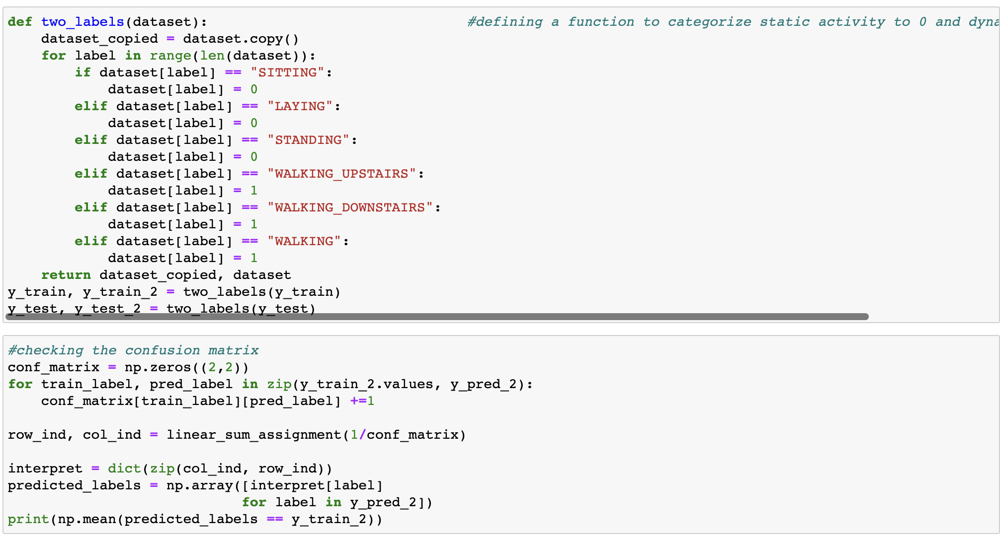 def two_labels(dataset): #defining a function to categorize static activity to 0 and
    dataset_copied = dataset.copy()
    for label in range(len(dataset)):
        if dataset[label] == "SITTING":
            dataset[label] = 0
        elif dataset[label] == "LAYING":
            dataset[label] = 0
        elif dataset[label] == "STANDING":
            dataset[label] = 0
        elif dataset[label] == "WALKING_UPSTAIRS":
            dataset[label] = 1
        elif dataset[label] == "WALKING_DOWNSTAIRS":
            dataset[label] = 1
        elif dataset[label] == "WALKING":
            dataset[label] = 1
    return dataset_copied, dataset
y_train, y_train_2 = two_labels(y_train)
y_test, y_test_2 = two_labels(y_test)
#checking the confusion matrix
conf_matrix = np.zeros((2,2))
for train_label, pred_label in zip(y_train_2.values, y_pred_2):
    conf_matrix[train_label][pred_label] +=1
row_ind, col_ind = linear_sum_assignment(1/conf_matrix)
interpret = dict(zip(col_ind, row_ind))
predicted_labels = np.array([interpret[label]
                            for label in y_pred_2])
print(np.mean(predicted_labels == y_train_2))